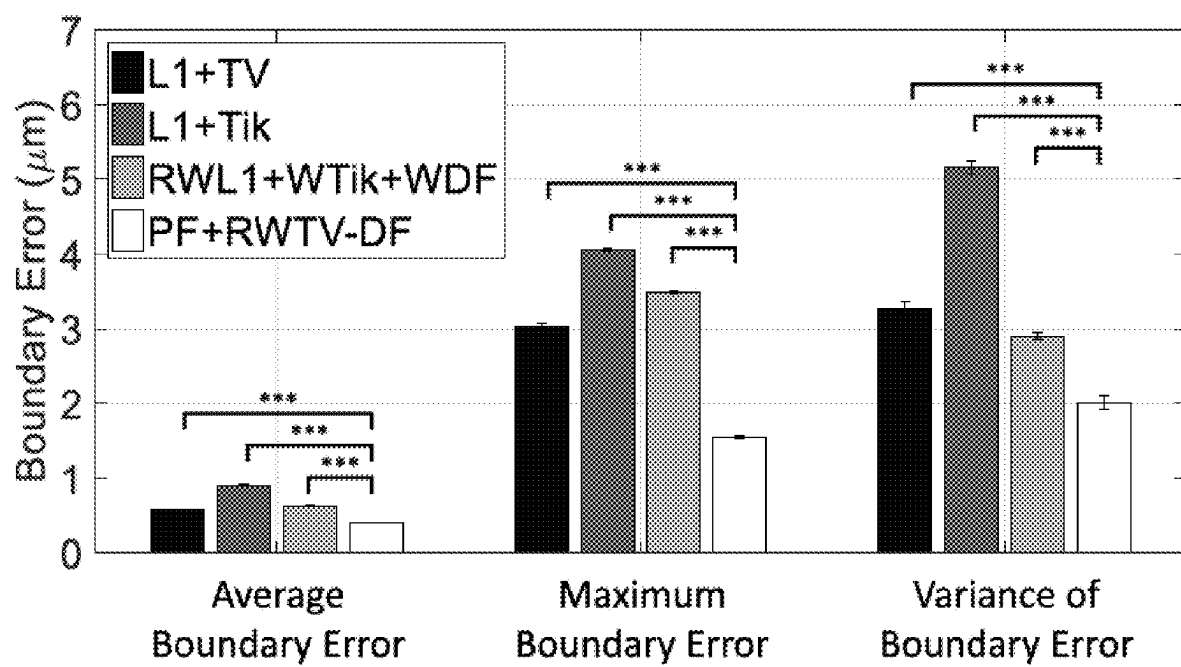 7
6
5
4
3
2
1
0
Boundary Error (μm)
L1+TV
L1+Tik
RWL1+WTik+WDF
PF+RWTV-DF
***
***
***
***
***
***
***
***
***
Average
Boundary Error
Maximum
Boundary Error
Variance of
Boundary Error